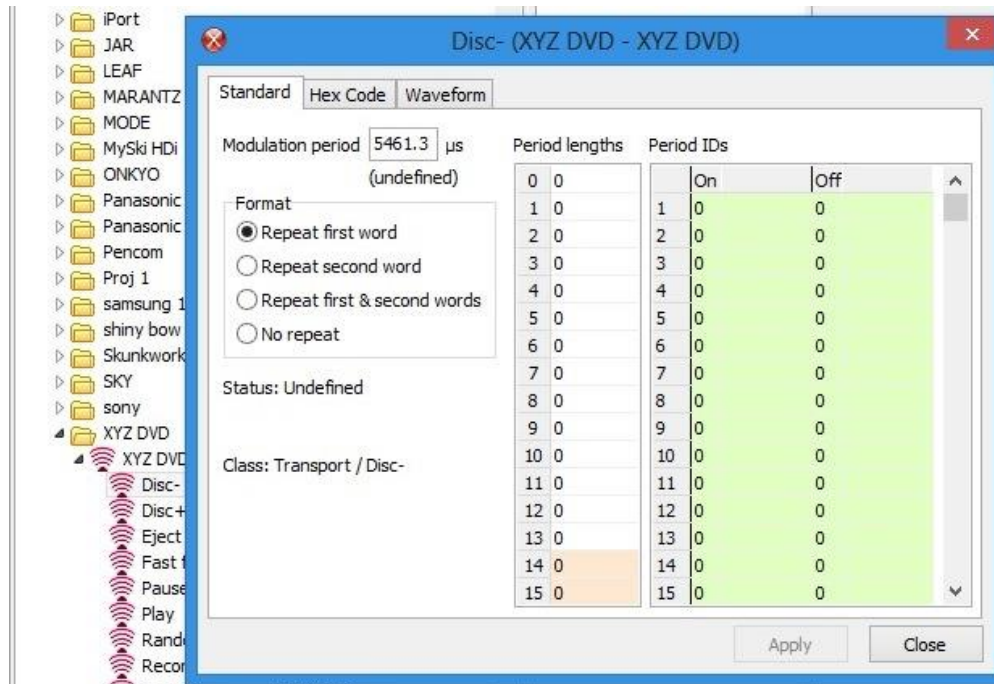 iPort
JAR
LEAF
MARANTZ
MODE
MySki HDi
ONKYO
Panasonic
Panasonic
Pencom
Proj 1
samsung 1
shiny bow
Skunkwork
SKY
sony
XYZ DVD
XYZ DVD
Disc-
Disc+
Eject
Fast f
Pause
Play
Rando
Recor
Disc- (XYZ DVD - XYZ DVD)
Standard Hex Code Waveform
Modulation period 5461.3 µs
(undefined)
Format
Repeat first word
Repeat second word
Repeat first & second words
No repeat
Status: Undefined
Class: Transport / Disc-
Period lengths
0 0
1 0
2 0
3 0
4 0
5 0
6 0
7 0
8 0
9 0
10 0
11 0
12 0
13 0
14 0
15 0
Period IDs
On Off
1 0 0
2 0 0
3 0 0
4 0 0
5 0 0
6 0 0
7 0 0
8 0 0
9 0 0
10 0 0
11 0 0
12 0 0
13 0 0
14 0 0
15 0 0
Apply Close